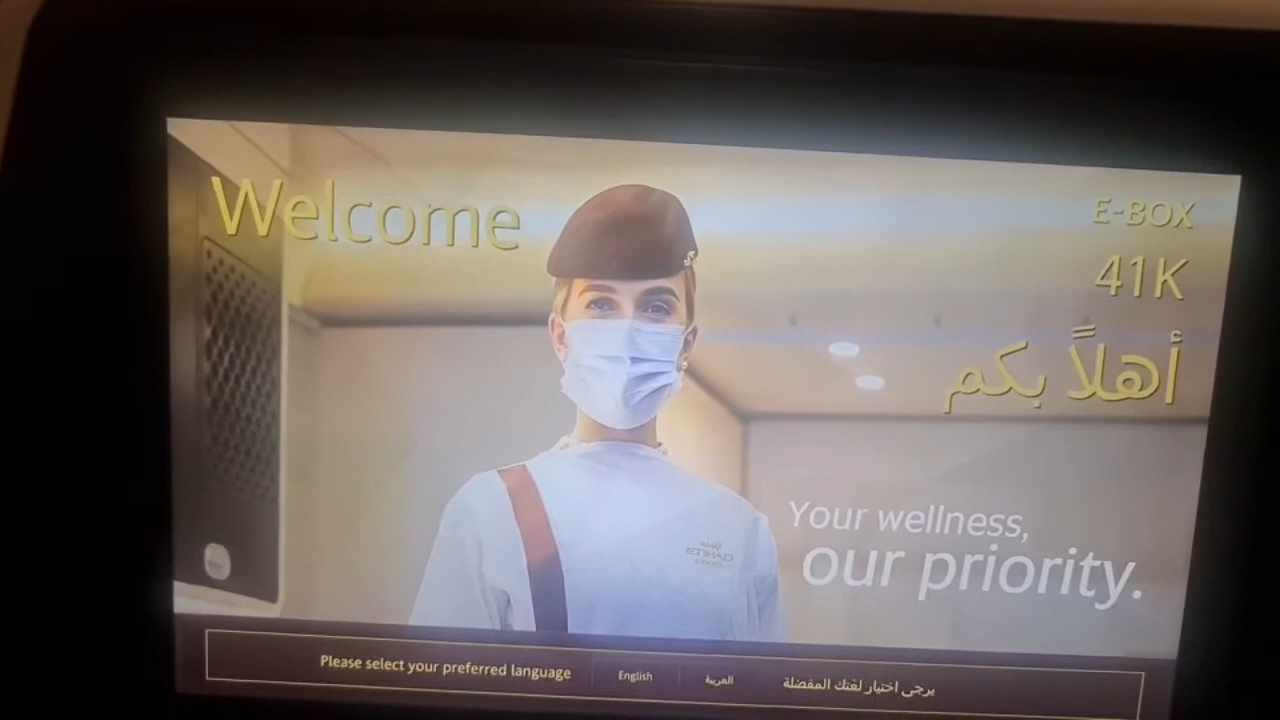 Welcome
E-BOX
41K
أهلاً بكم
Your wellness,
our priority.
ETIHAD
Please select your preferred language
English
العربية
يرجى اختيار لغتك المفضلة